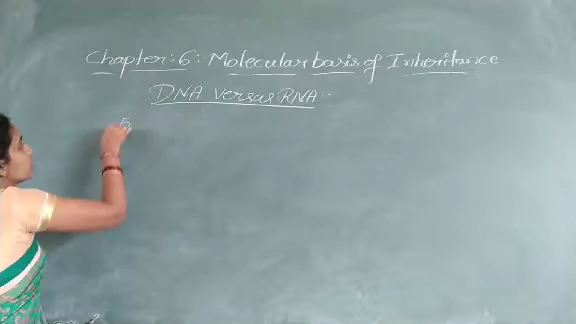 Chapter: 6: Molecular basis of Inheritance
DNA versus RNA